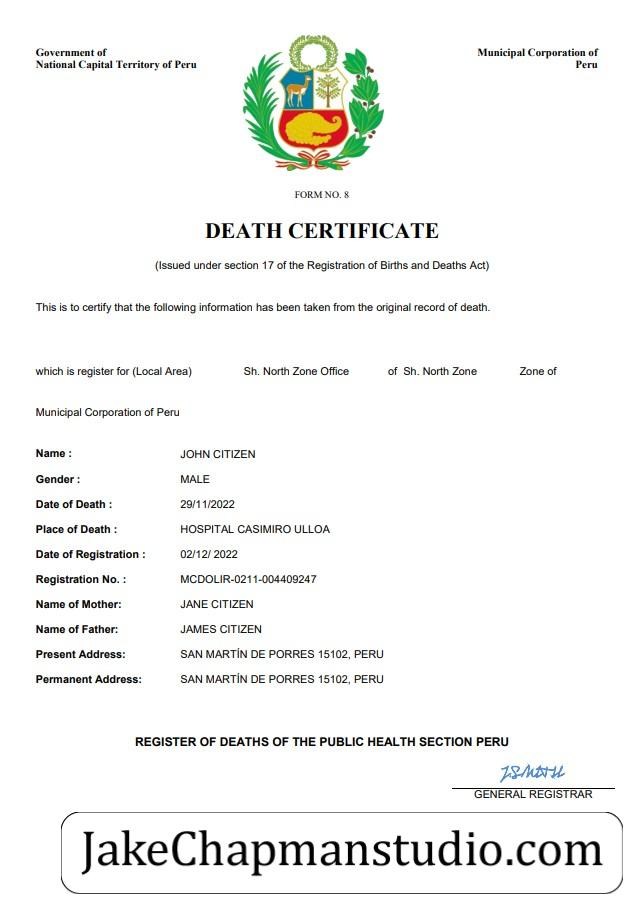 Government of
National Capital Territory of Peru
Municipal Corporation of
Peru
FORM NO. 8
DEATH CERTIFICATE
(Issued under section 17 of the Registration of Births and Deaths Act)
This is to certify that the following information has been taken from the original record of death.
which is register for (Local Area) Sh. North Zone Office of Sh. North Zone Zone of
Municipal Corporation of Peru
Name : JOHN CITIZEN
Gender : MALE
Date of Death : 29/11/2022
Place of Death : HOSPITAL CASIMIRO ULLOA
Date of Registration : 02/12/ 2022
Registration No. : MCDOLIR-0211-004409247
Name of Mother: JANE CITIZEN
Name of Father: JAMES CITIZEN
Present Address: SAN MARTÍN DE PORRES 15102, PERU
Permanent Address: SAN MARTÍN DE PORRES 15102, PERU
REGISTER OF DEATHS OF THE PUBLIC HEALTH SECTION PERU
GENERAL REGISTRAR
JakeChapmanstudio.com